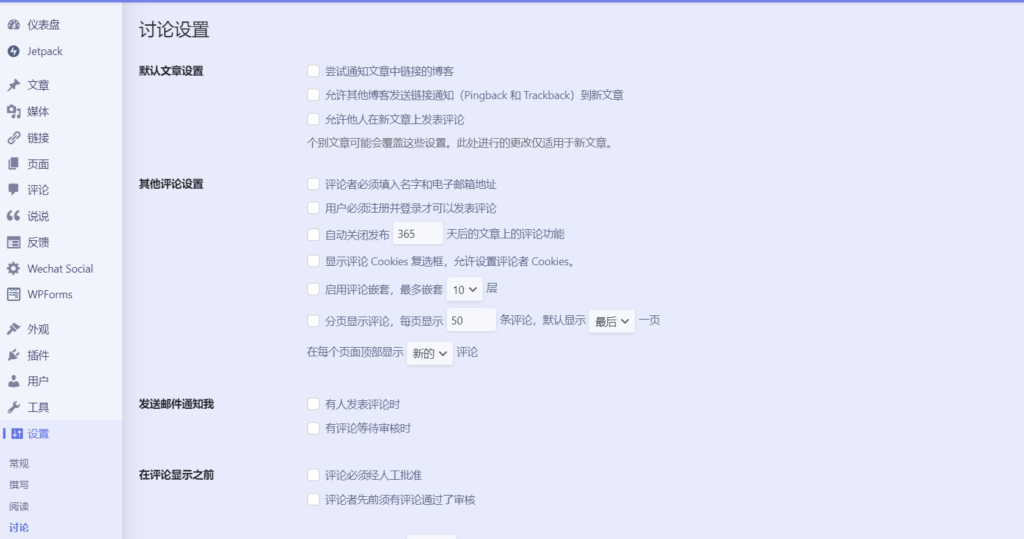 仪表盘
Jetpack
文章
媒体
链接
页面
评论
说说
反馈
Wechat Social
WPForms
外观
插件
用户
工具
设置
常规
撰写
阅读
讨论
讨论设置
默认文章设置
尝试通知文章中链接的博客
允许其他博客发送链接通知（Pingback 和 Trackback）到新文章
允许他人在新文章上发表评论
个别文章可能会覆盖这些设置。此处进行的更改仅适用于新文章。
其他评论设置
评论者必须填入名字和电子邮箱地址
用户必须注册并登录才可以发表评论
自动关闭发布 365 天后的文章上的评论功能
显示评论 Cookies 复选框，允许设置评论者 Cookies。
启用评论嵌套，最多嵌套 10 层
分页显示评论，每页显示 50 条评论，默认显示 最后 一页
在每个页面顶部显示 新的 评论
发送邮件通知我
有人发表评论时
有评论等待审核时
在评论显示之前
评论必须经人工批准
评论者先前须有评论通过了审核